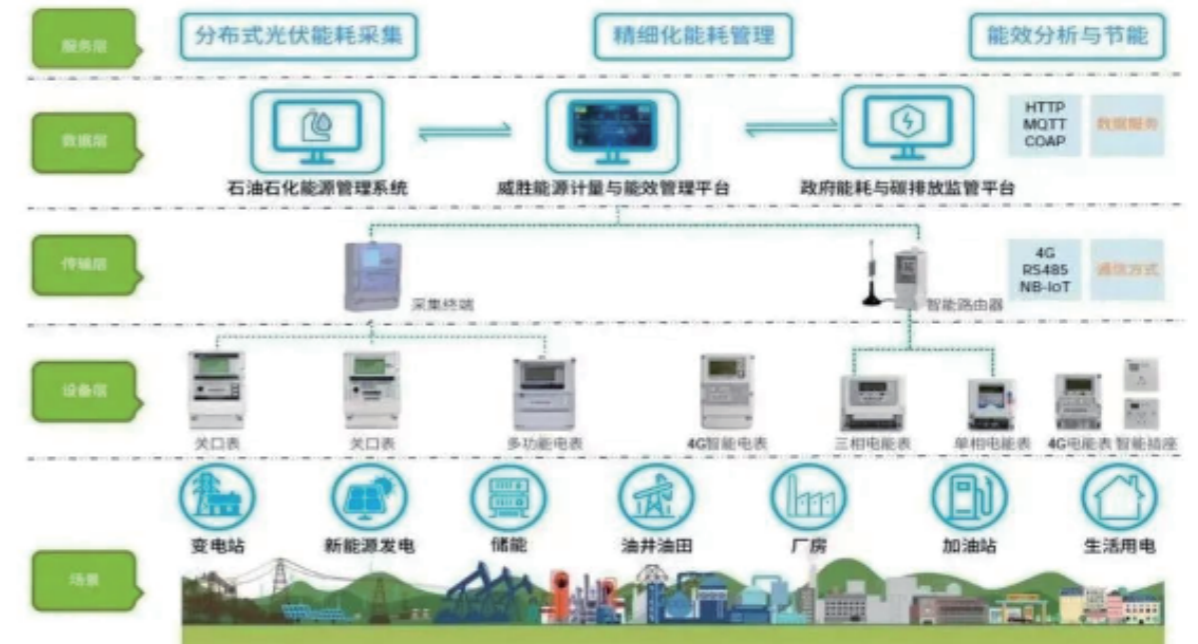 服务层
分布式光伏能耗采集
精细化能耗管理
能效分析与节能
数据层
HTTP
MQTT
COAP
数据服务
石油石化能源管理系统
威胜能源计量与能效管理平台
政府能耗与碳排放监管平台
传输层
4G
RS485
NB-IoT
通信方式
采集终端
智能路由器
设备层
关口表
关口表
多功能电表
4G智能电表
三相电能表
单相电能表
4G电能表
智能插座
变电站
新能源发电
储能
油井油田
厂房
加油站
生活用电
场景